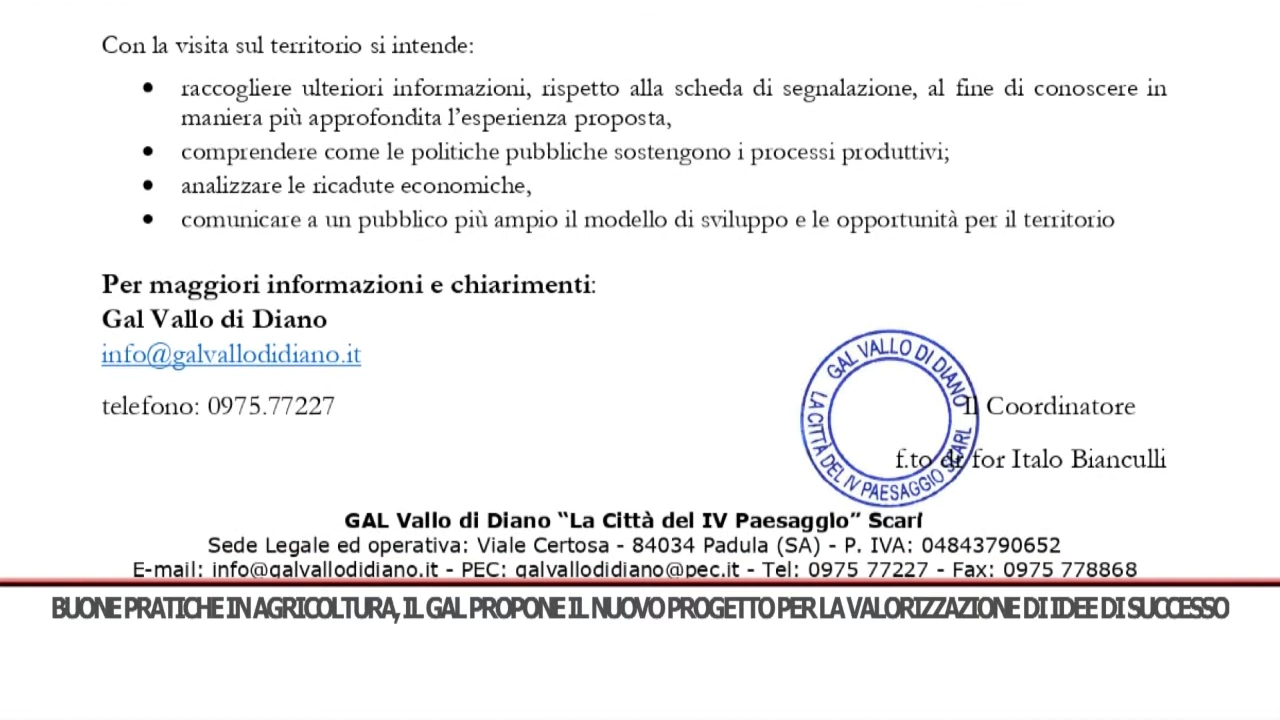 Con la visita sul territorio si intende:
• raccogliere ulteriori informazioni, rispetto alla scheda di segnalazione, al fine di conoscere in
maniera più approfondita l'esperienza proposta,
• comprendere come le politiche pubbliche sostengono i processi produttivi;
• analizzare le ricadute economiche,
• comunicare a un pubblico più ampio il modello di sviluppo e le opportunità per il territorio
Per maggiori informazioni e chiarimenti:
Gal Vallo di Diano
info@galvallodidiano.it
telefono: 0975.77227
GAL VALLO DI DIANO
LA CITTÀ DEL IV PAESAGGIO SCARL
Il Coordinatore
f.to dr for Italo Bianculli
GAL Vallo di Diano “La Città del IV Paesaggio” Scarl
Sede Legale ed operativa: Viale Certosa - 84034 Padula (SA) - P. IVA: 04843790652
E-mail: info@galvallodidiano.it - PEC: galvallodidiano@pec.it - Tel: 0975 77227 - Fax: 0975 778868
BUONE PRATICHE IN AGRICOLTURA, IL GAL PROPONE IL NUOVO PROGETTO PER LA VALORIZZAZIONE DI IDEE DI SUCCESSO